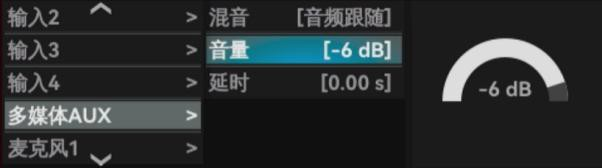 输入2 >
输入3 >
输入4 >
多媒体AUX >
麦克风1 >
混音 [音频跟随]
音量 [-6 dB]
延时 [0.00 s]
-6 dB